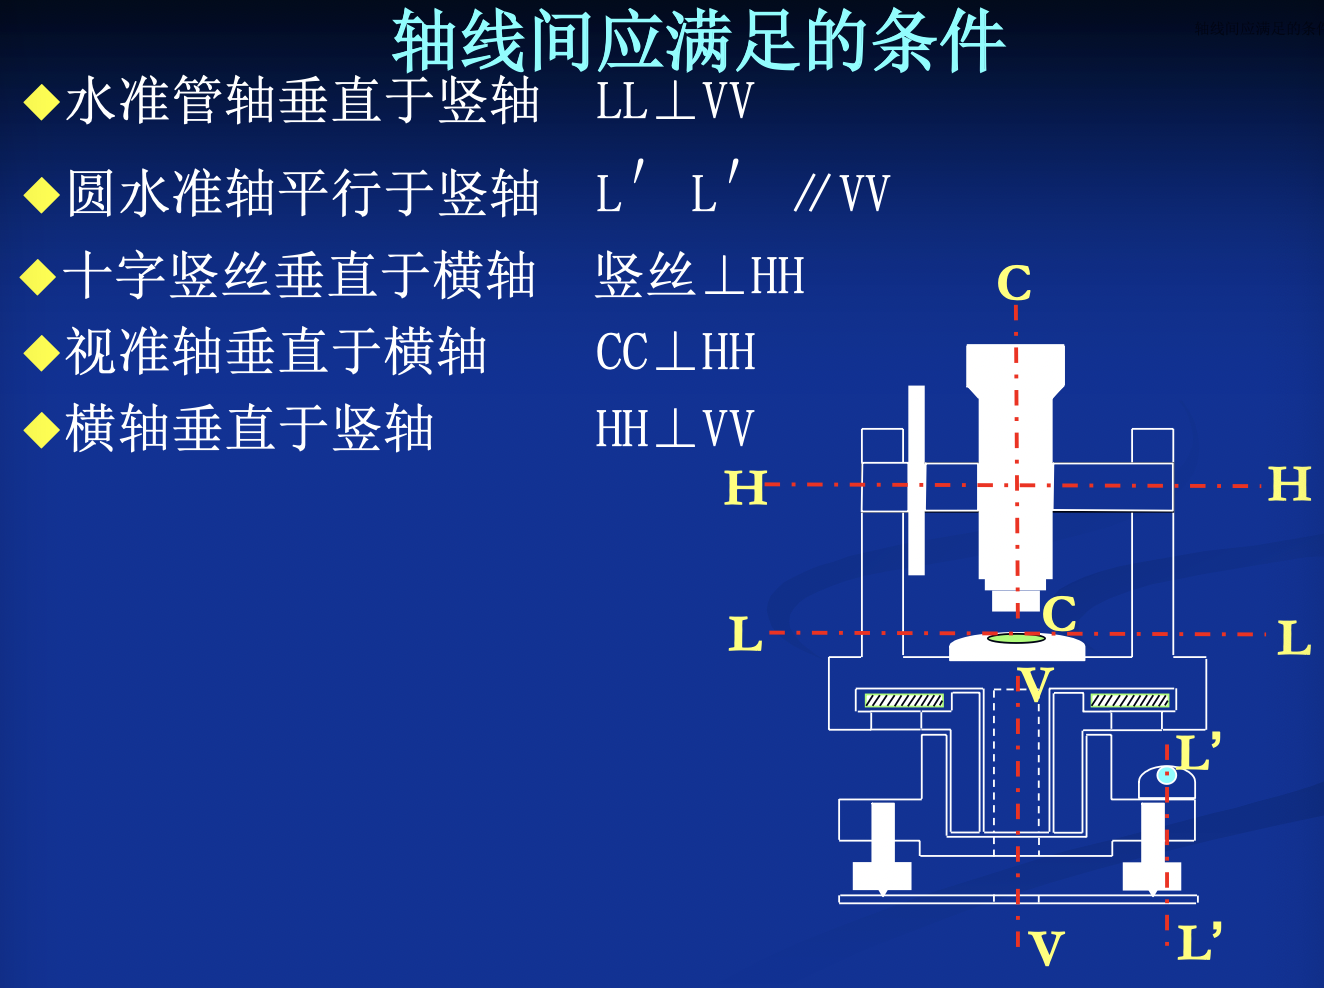 轴线间应满足的条件
◆水准管轴垂直于竖轴 LL⊥VV
◆圆水准轴平行于竖轴 L′ L′ ∥VV
◆十字竖丝垂直于横轴 竖丝⊥HH
◆视准轴垂直于横轴 CC⊥HH
◆横轴垂直于竖轴 HH⊥VV
C
H H
C
L L
V
L’
V
L’